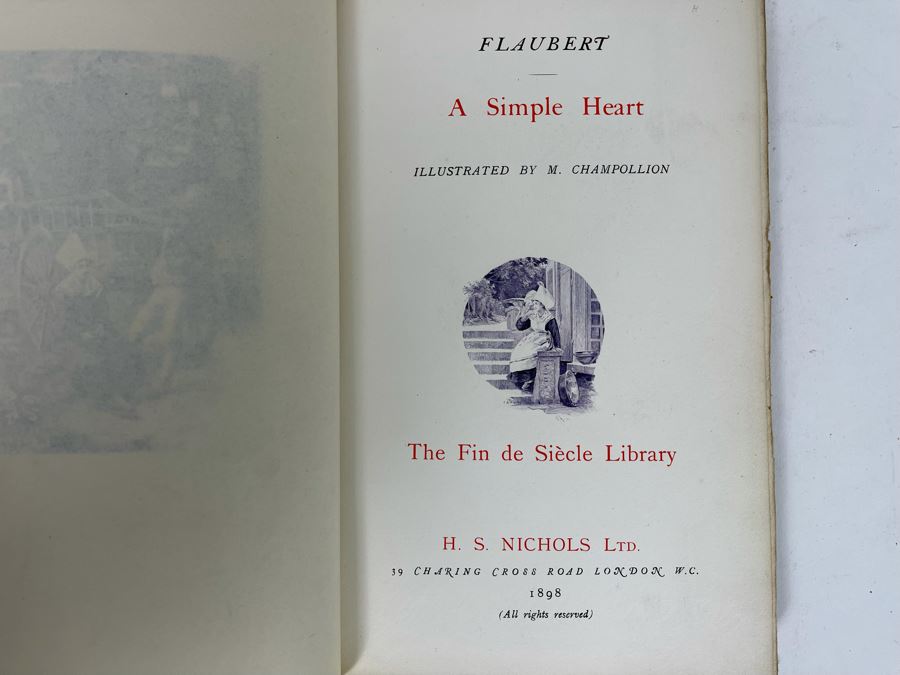 FLAUBERT
A Simple Heart
ILLUSTRATED BY M. CHAMPOLLION
The Fin de Siècle Library
H. S. NICHOLS LTD.
39 CHARING CROSS ROAD LONDON W.C.
1898
(All rights reserved)